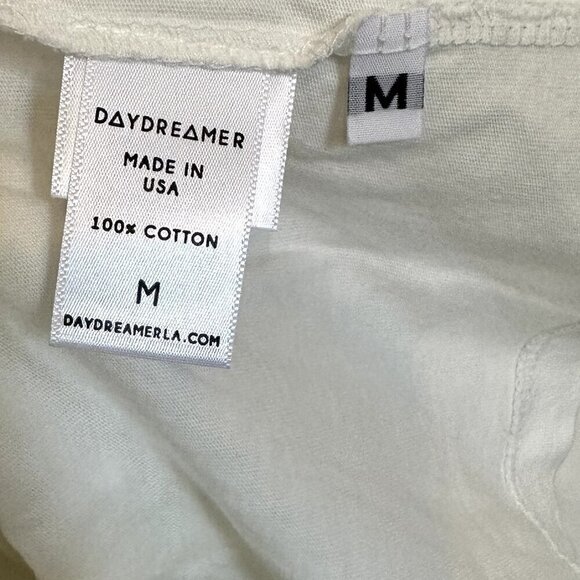 DAYDREAMER
MADE IN
USA
100% COTTON
M
DAYDREAMERLA.COM
M